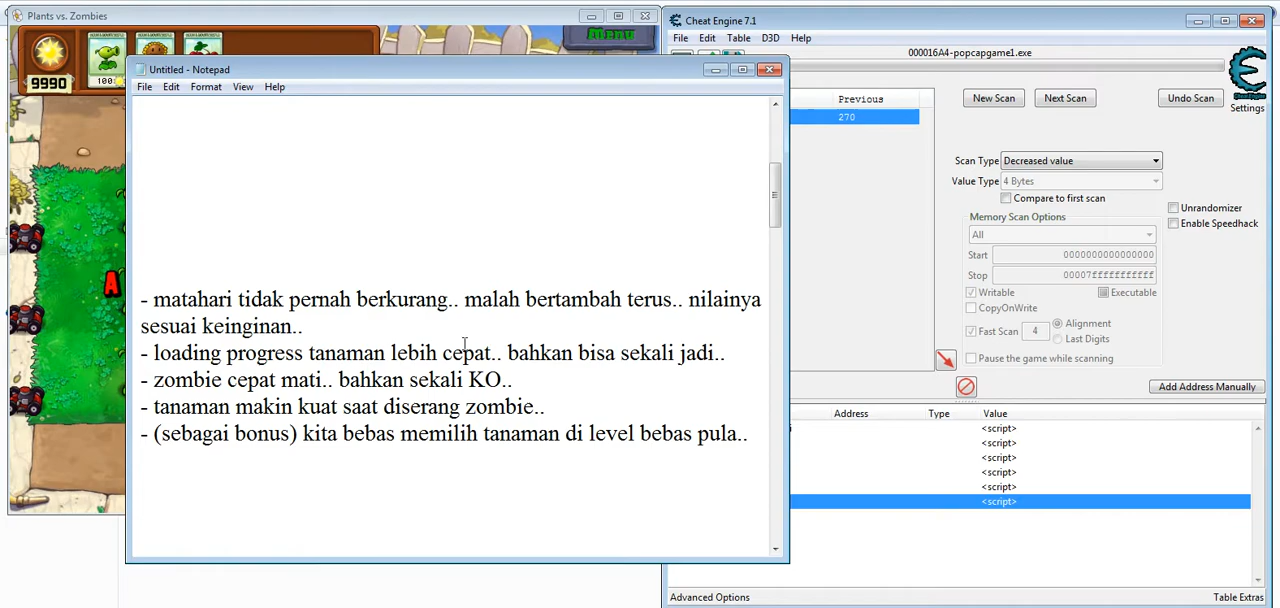 Plants vs. Zombies
Menu
9990
100
Untitled - Notepad
File Edit Format View Help
- matahari tidak pernah berkurang.. malah bertambah terus.. nilainya
sesuai keinginan..
- loading progress tanaman lebih cepat.. bahkan bisa sekali jadi..
- zombie cepat mati.. bahkan sekali KO..
- tanaman makin kuat saat diserang zombie..
- (sebagai bonus) kita bebas memilih tanaman di level bebas pula..
Cheat Engine 7.1
File Edit Table D3D Help
000016A4-popcapgame1.exe
Cheat Engine
Settings
Previous
270
New Scan Next Scan Undo Scan
Scan Type Decreased value
Value Type 4 Bytes
Compare to first scan
Memory Scan Options
All
Start 0000000000000000
Stop 00007fffffffffff
Writable Executable
CopyOnWrite
Fast Scan 4 Alignment
Last Digits
Pause the game while scanning
Unrandomizer
Enable Speedhack
Add Address Manually
Address Type Value
<script>
<script>
<script>
<script>
<script>
<script>
Advanced Options Table Extras